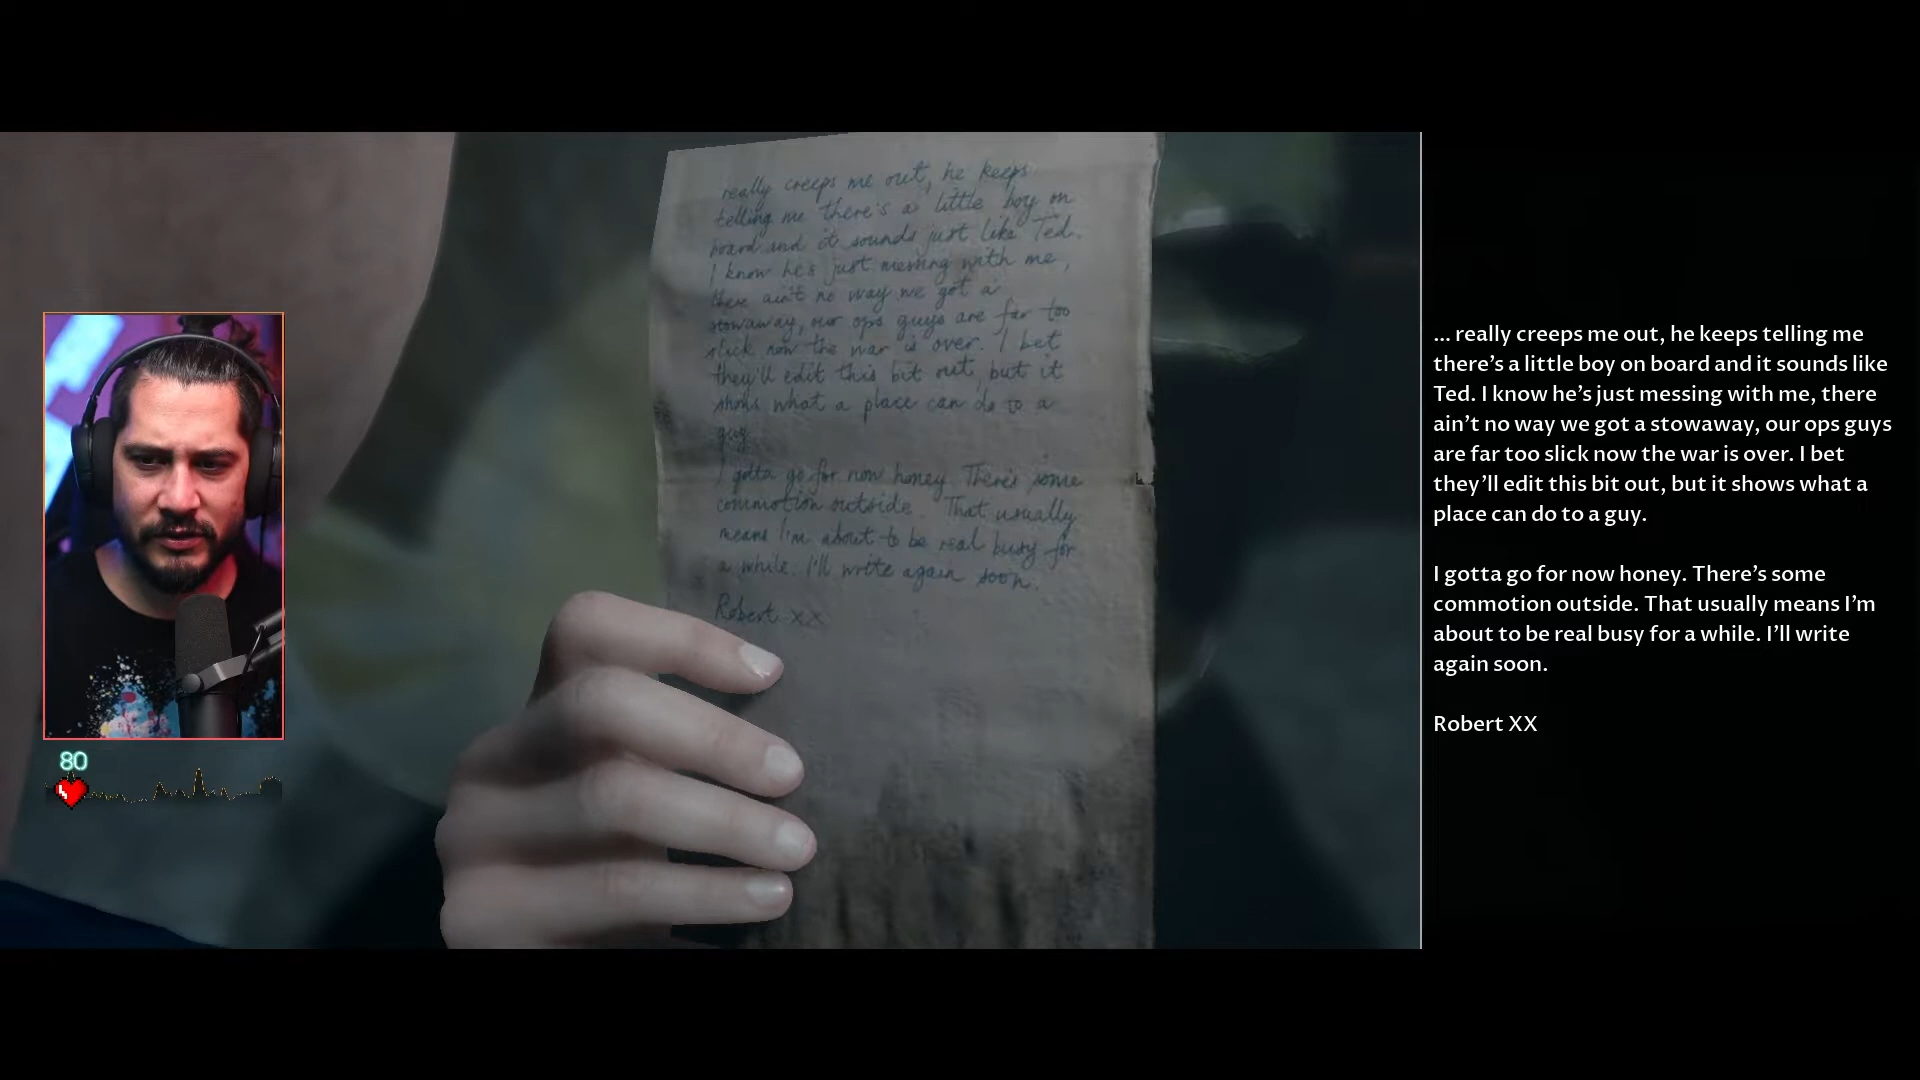 really creeps me out, he keeps
telling me there's a little boy on
board and it sounds just like Ted.
I know he's just messing with me,
there ain't no way we got a
stowaway, our ops guys are far too
slick now the war is over. I bet
they'll edit this bit out, but it
shows what a place can do to a
guy.
I gotta go for now honey. There's some
commotion outside. That usually
means I'm about to be real busy for
a while. I'll write again soon.
Robert xx
80
... really creeps me out, he keeps telling me
there's a little boy on board and it sounds like
Ted. I know he's just messing with me, there
ain't no way we got a stowaway, our ops guys
are far too slick now the war is over. I bet
they'll edit this bit out, but it shows what a
place can do to a guy.
I gotta go for now honey. There's some
commotion outside. That usually means I'm
about to be real busy for a while. I'll write
again soon.
Robert XX